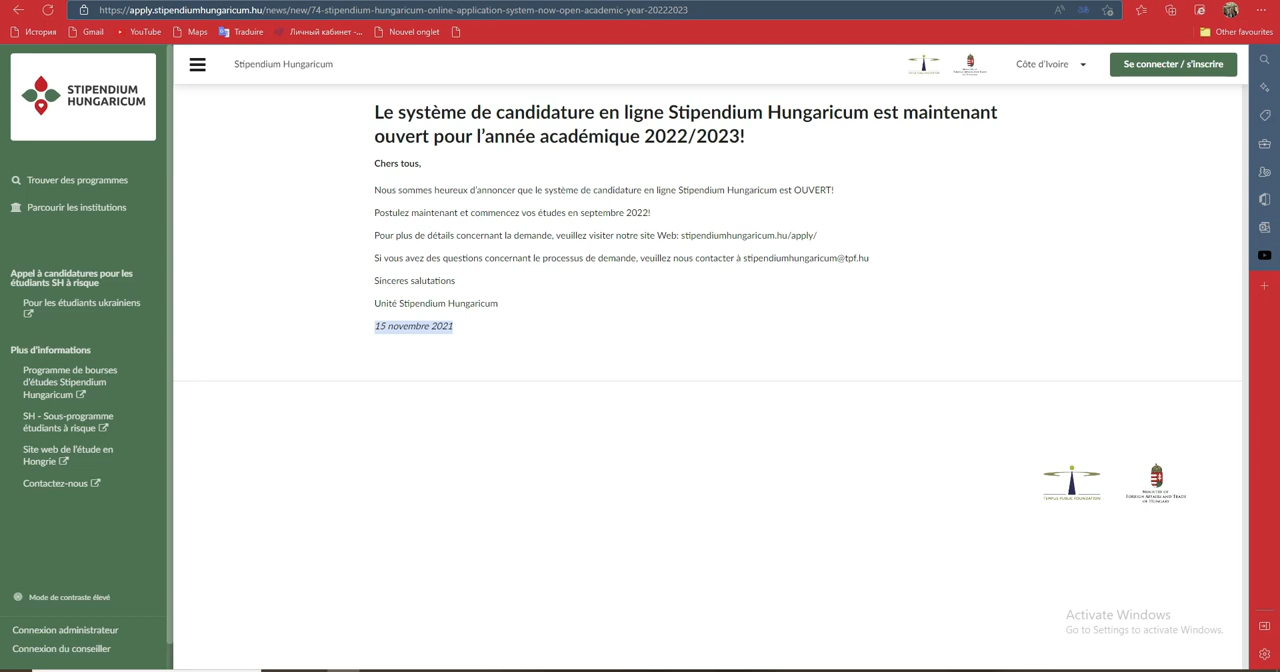 https://apply.stipendiumhungaricum.hu/news/new/74-stipendium-hungaricum-online-application-system-now-open-academic-year-20222023
История
Gmail
YouTube
Maps
Traduire
Личный кабинет -...
Nouvel onglet
Other favourites
STIPENDIUM
HUNGARICUM
Stipendium Hungaricum
Côte d'Ivoire
Se connecter / s'inscrire
Trouver des programmes
Parcourir les institutions
Appel à candidatures pour les
étudiants SH à risque
Pour les étudiants ukrainiens
Plus d'informations
Programme de bourses
d'études Stipendium
Hungaricum
SH - Sous-programme
étudiants à risque
Site web de l'étude en
Hongrie
Contactez-nous
Mode de contraste élevé
Connexion administrateur
Connexion du conseiller
Le système de candidature en ligne Stipendium Hungaricum est maintenant
ouvert pour l'année académique 2022/2023!
Chers tous,
Nous sommes heureux d'annoncer que le système de candidature en ligne Stipendium Hungaricum est OUVERT!
Postulez maintenant et commencez vos études en septembre 2022!
Pour plus de détails concernant la demande, veuillez visiter notre site Web: stipendiumhungaricum.hu/apply/
Si vous avez des questions concernant le processus de demande, veuillez nous contacter à stipendiumhungaricum@tpf.hu
Sinceres salutations
Unité Stipendium Hungaricum
15 novembre 2021
TEMPUS PUBLIC FOUNDATION
MINISTRY OF
FOREIGN AFFAIRS AND TRADE
OF HUNGARY
Activate Windows
Go to Settings to activate Windows.